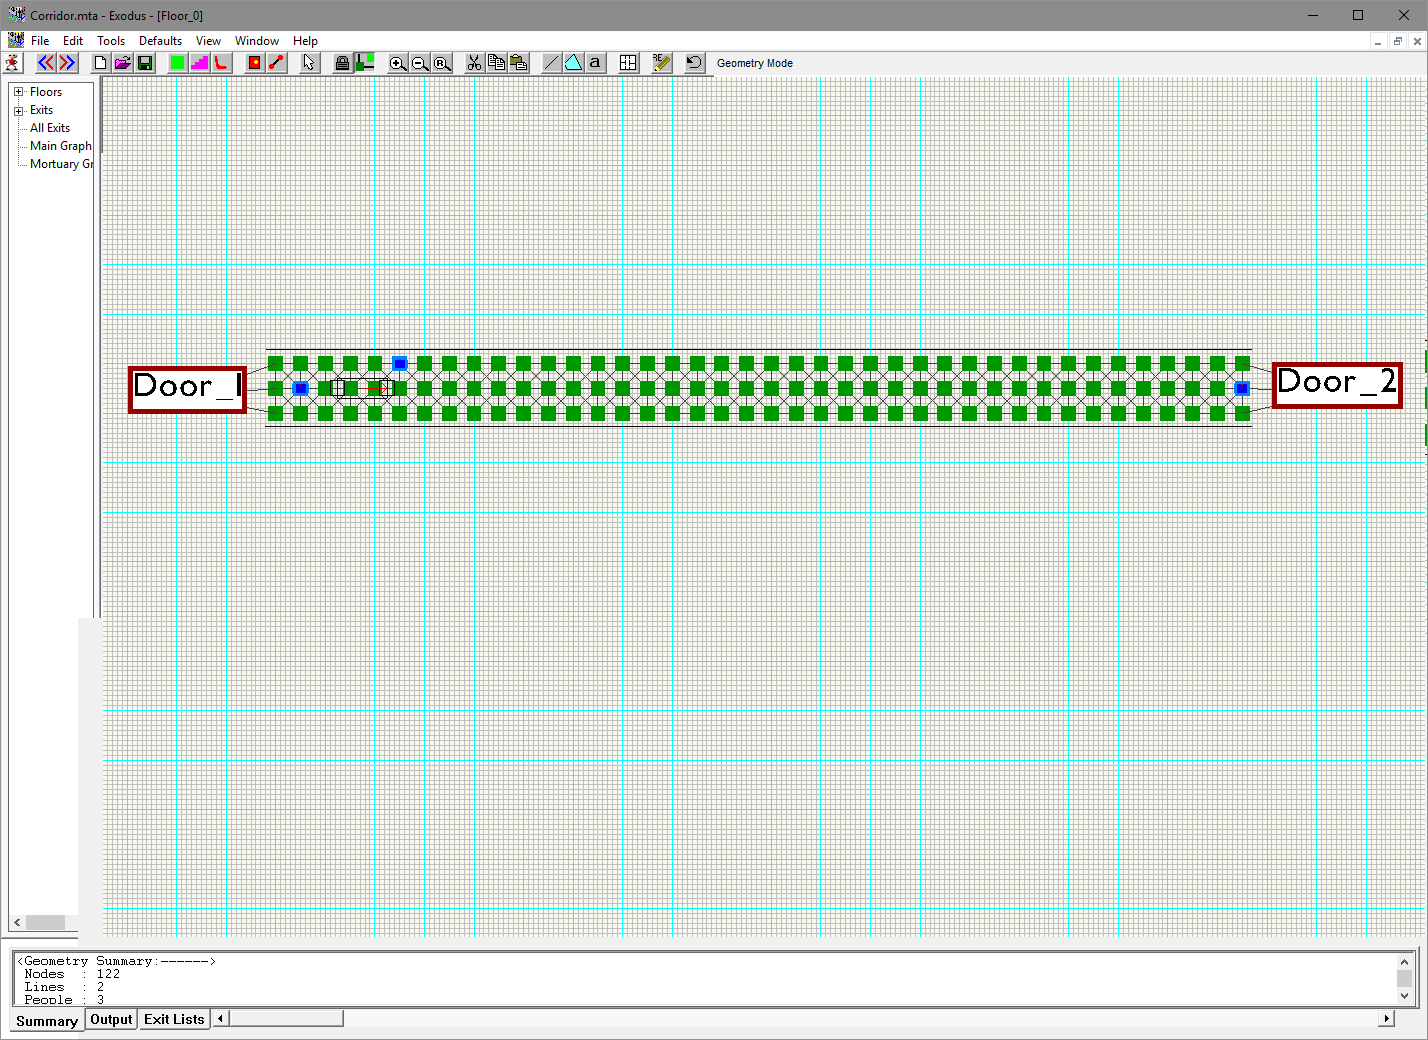 Corridor.mta - Exodus - [Floor_0]
File Edit Tools Defaults View Window Help
a Geometry Mode
Floors
Exits
All Exits
Main Graph
Mortuary Gr
Door_1
Door_2
<Geometry Summary:------>
Nodes : 122
Lines : 2
People : 3
Summary Output Exit Lists